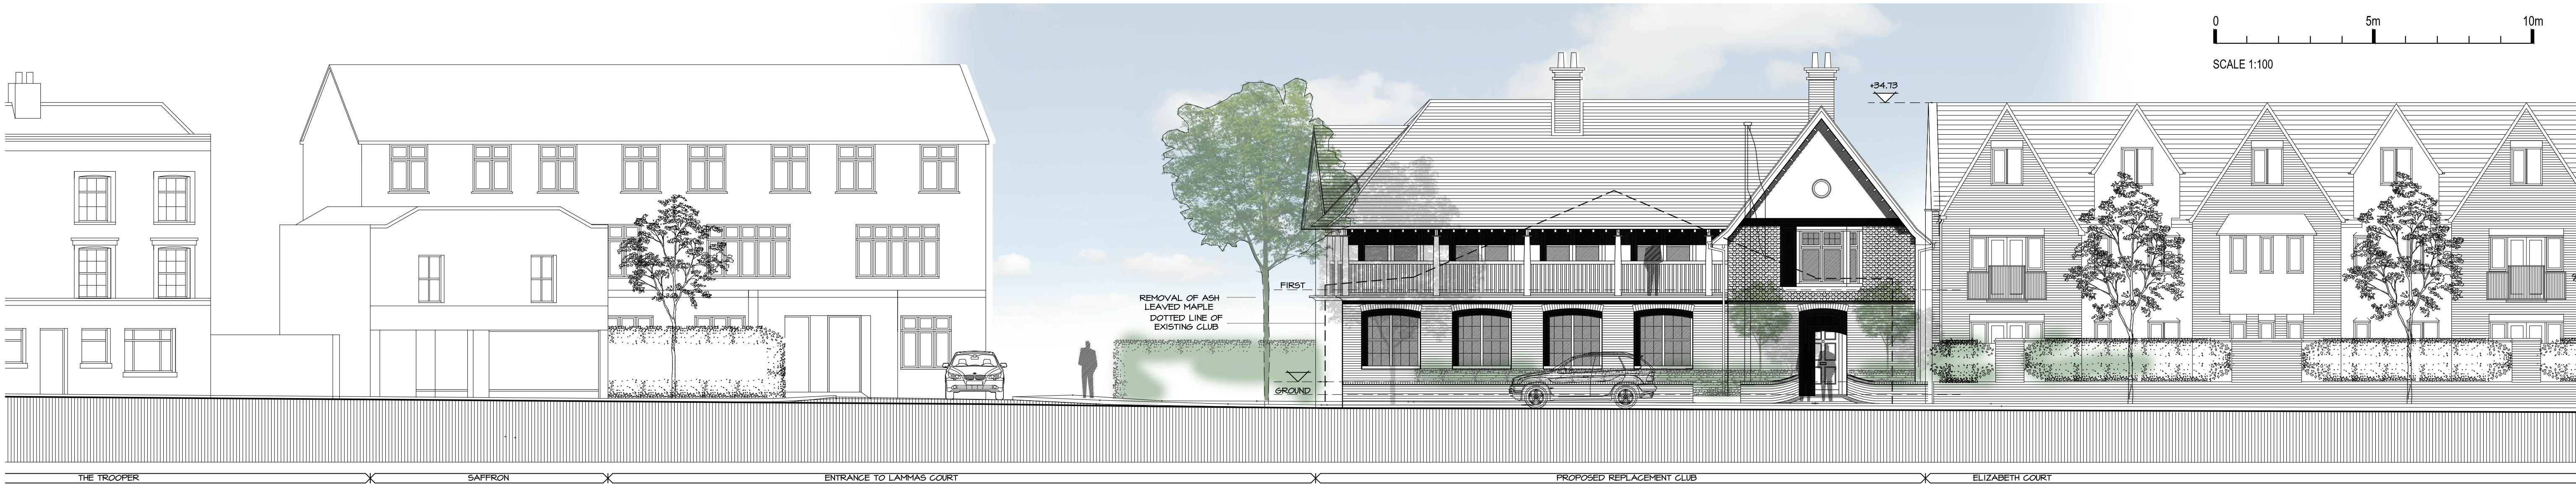 0 5m 10m
SCALE 1:100
+34.73
FIRST
REMOVAL OF ASH
LEAVED MAPLE
DOTTED LINE OF
EXISTING CLUB
GROUND
THE TROOPER
SAFFRON
ENTRANCE TO LAMMAS COURT
PROPOSED REPLACEMENT CLUB
ELIZABETH COURT